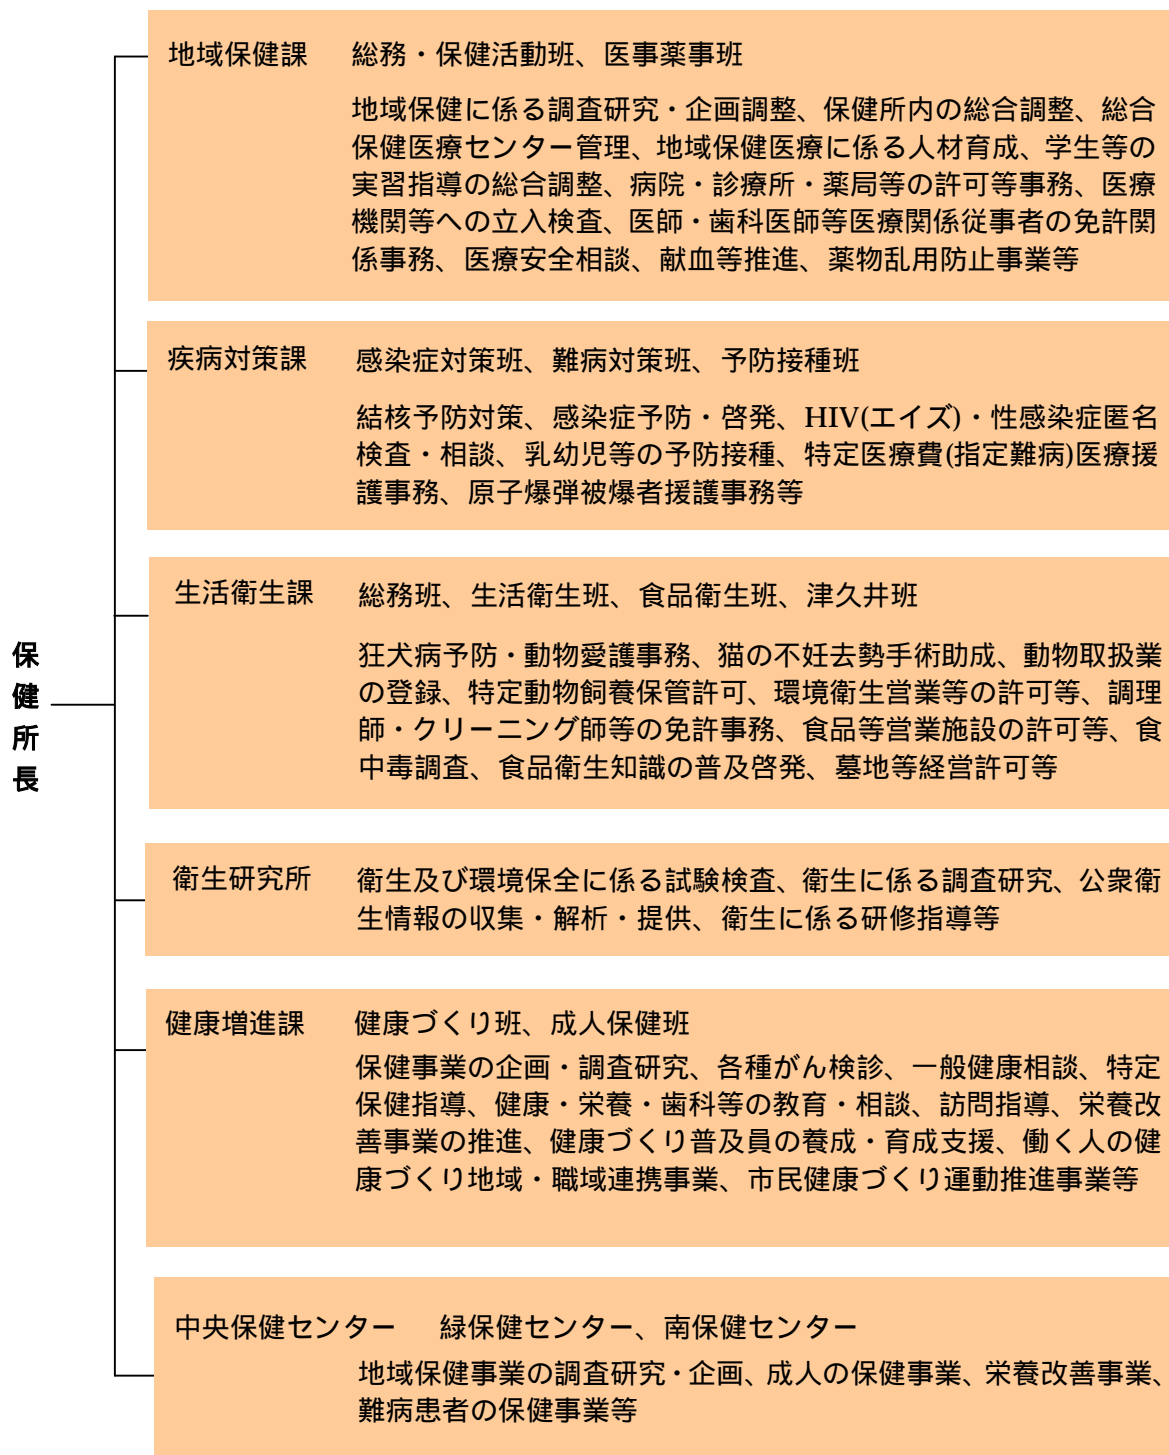 地域保健課　総務・保健活動班、医事薬事班
地域保健に係る調査研究・企画調整、保健所内の総合調整、総合
保健医療センター管理、地域保健医療に係る人材育成、学生等の
実習指導の総合調整、病院・診療所・薬局等の許可等事務、医療
機関等への立入検査、医師・歯科医師等医療関係従事者の免許関
係事務、医療安全相談、献血等推進、薬物乱用防止事業等
疾病対策課　感染症対策班、難病対策班、予防接種班
結核予防対策、感染症予防・啓発、HIV(エイズ)・性感染症匿名
検査・相談、乳幼児等の予防接種、特定医療費(指定難病)医療援
護事務、原子爆弾被爆者援護事務等
生活衛生課　総務班、生活衛生班、食品衛生班、津久井班
狂犬病予防・動物愛護事務、猫の不妊去勢手術助成、動物取扱業
の登録、特定動物飼養保管許可、環境衛生営業等の許可等、調理
師・クリーニング師等の免許事務、食品等営業施設の許可等、食
中毒調査、食品衛生知識の普及啓発、墓地等経営許可等
保健所長
衛生研究所　衛生及び環境保全に係る試験検査、衛生に係る調査研究、公衆衛
生情報の収集・解析・提供、衛生に係る研修指導等
健康増進課　健康づくり班、成人保健班
保健事業の企画・調査研究、各種がん検診、一般健康相談、特定
保健指導、健康・栄養・歯科等の教育・相談、訪問指導、栄養改
善事業の推進、健康づくり普及員の養成・育成支援、働く人の健
康づくり地域・職域連携事業、市民健康づくり運動推進事業等
中央保健センター　緑保健センター、南保健センター
地域保健事業の調査研究・企画、成人の保健事業、栄養改善事業、
難病患者の保健事業等